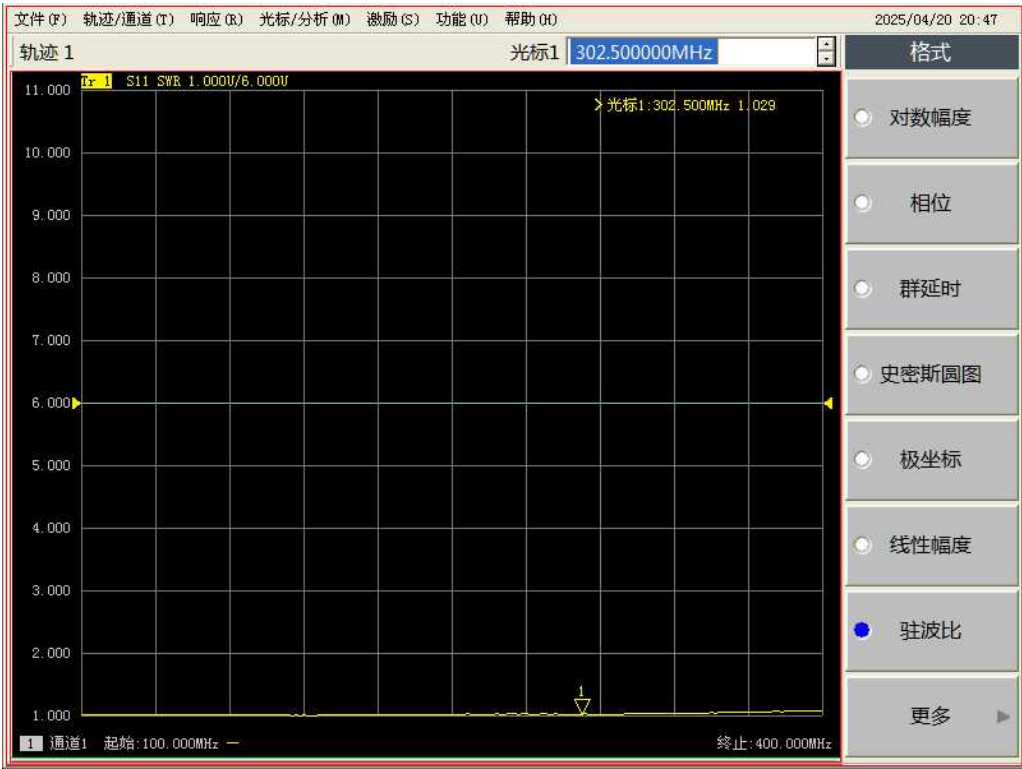 文件(F) 轨迹/通道(T) 响应(R) 光标/分析(M) 激励(S) 功能(U) 帮助(H) 2025/04/20 20:47
轨迹 1 光标1 302.500000MHz 格式
Tr 1 S11 SWR 1.000U/6.000U
11.000
>光标1:302.500MHz 1.029
对数幅度
10.000
相位
9.000
8.000
群延时
7.000
史密斯圆图
6.000
极坐标
5.000
4.000
线性幅度
3.000
驻波比
2.000
1
1.000
更多
1 通道1 起始:100.000MHz — 终止:400.000MHz